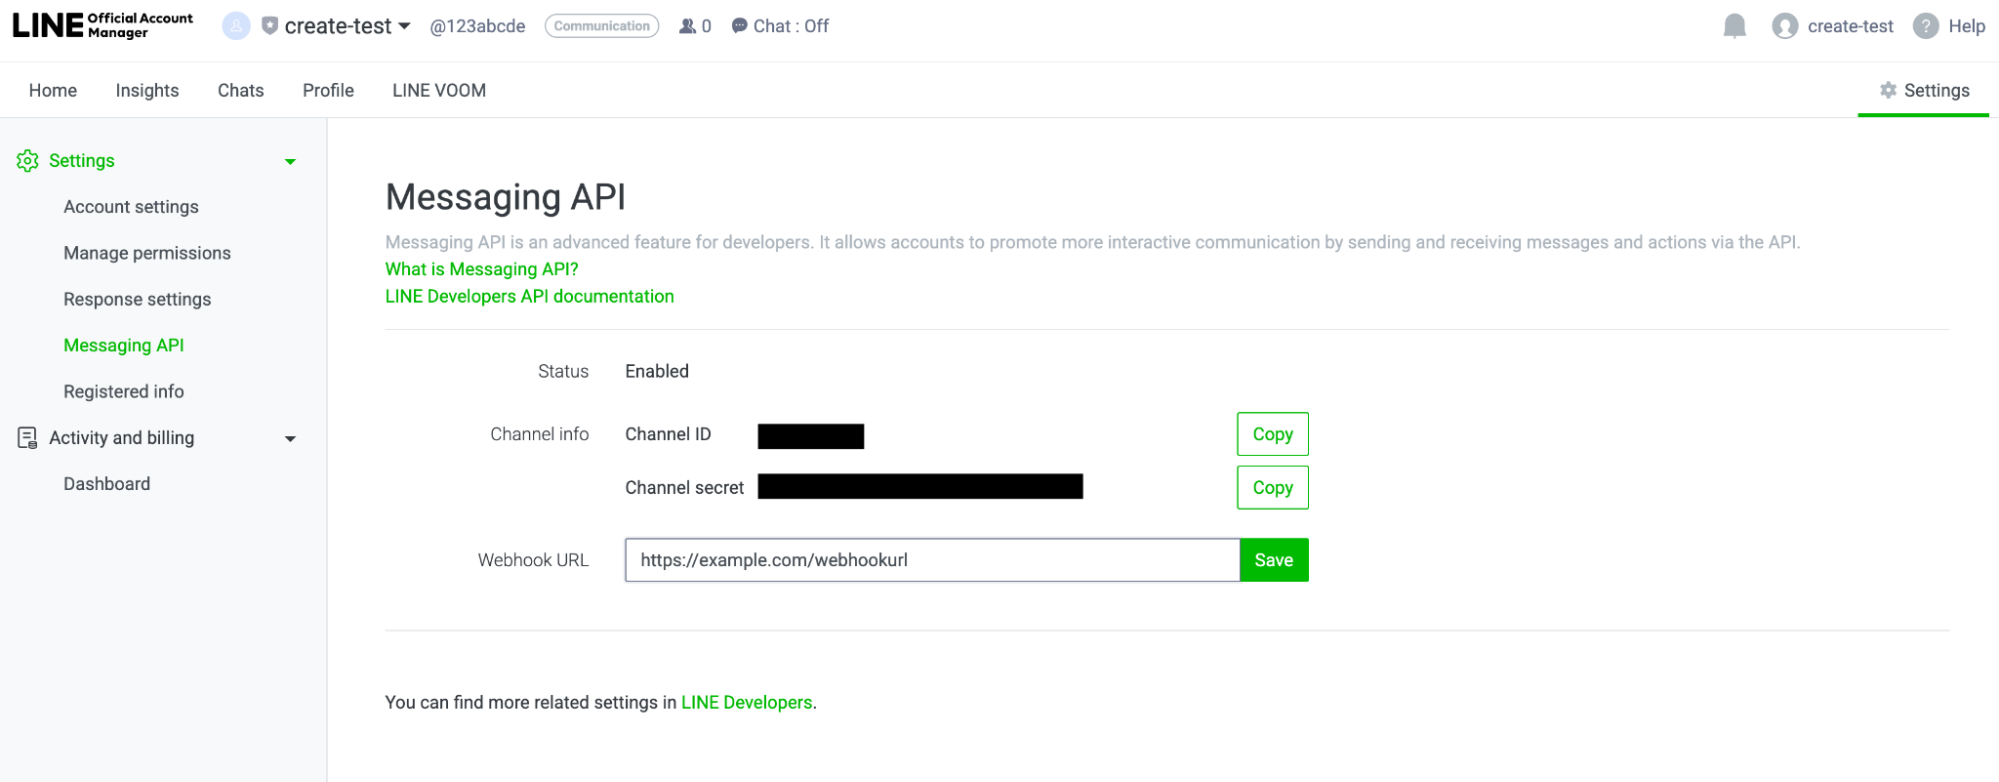 LINE Official Account Manager
create-test
@123abcde
Communication
0
Chat : Off
create-test
? Help
Home
Insights
Chats
Profile
LINE VOOM
Settings
Settings
Account settings
Manage permissions
Response settings
Messaging API
Registered info
Activity and billing
Dashboard
Messaging API
Messaging API is an advanced feature for developers. It allows accounts to promote more interactive communication by sending and receiving messages and actions via the API.
What is Messaging API?
LINE Developers API documentation
Status Enabled
Channel info Channel ID Copy
Channel secret Copy
Webhook URL https://example.com/webhookurl Save
You can find more related settings in LINE Developers.